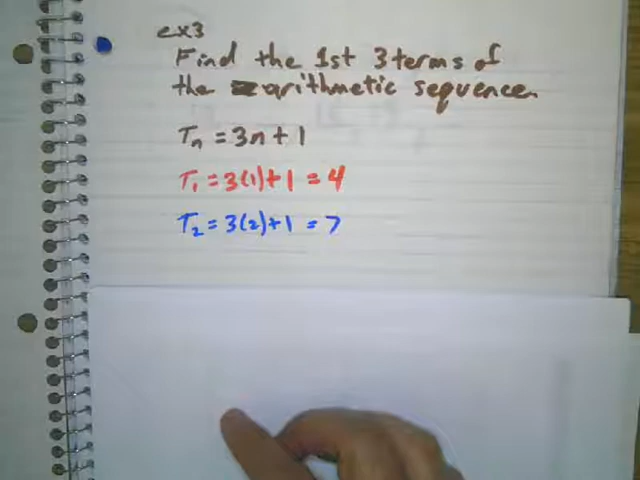 ex3
Find the 1st 3 terms of
the arithmetic sequence.
Tn = 3n + 1
T1 = 3(1) + 1 = 4
T2 = 3(2) + 1 = 7